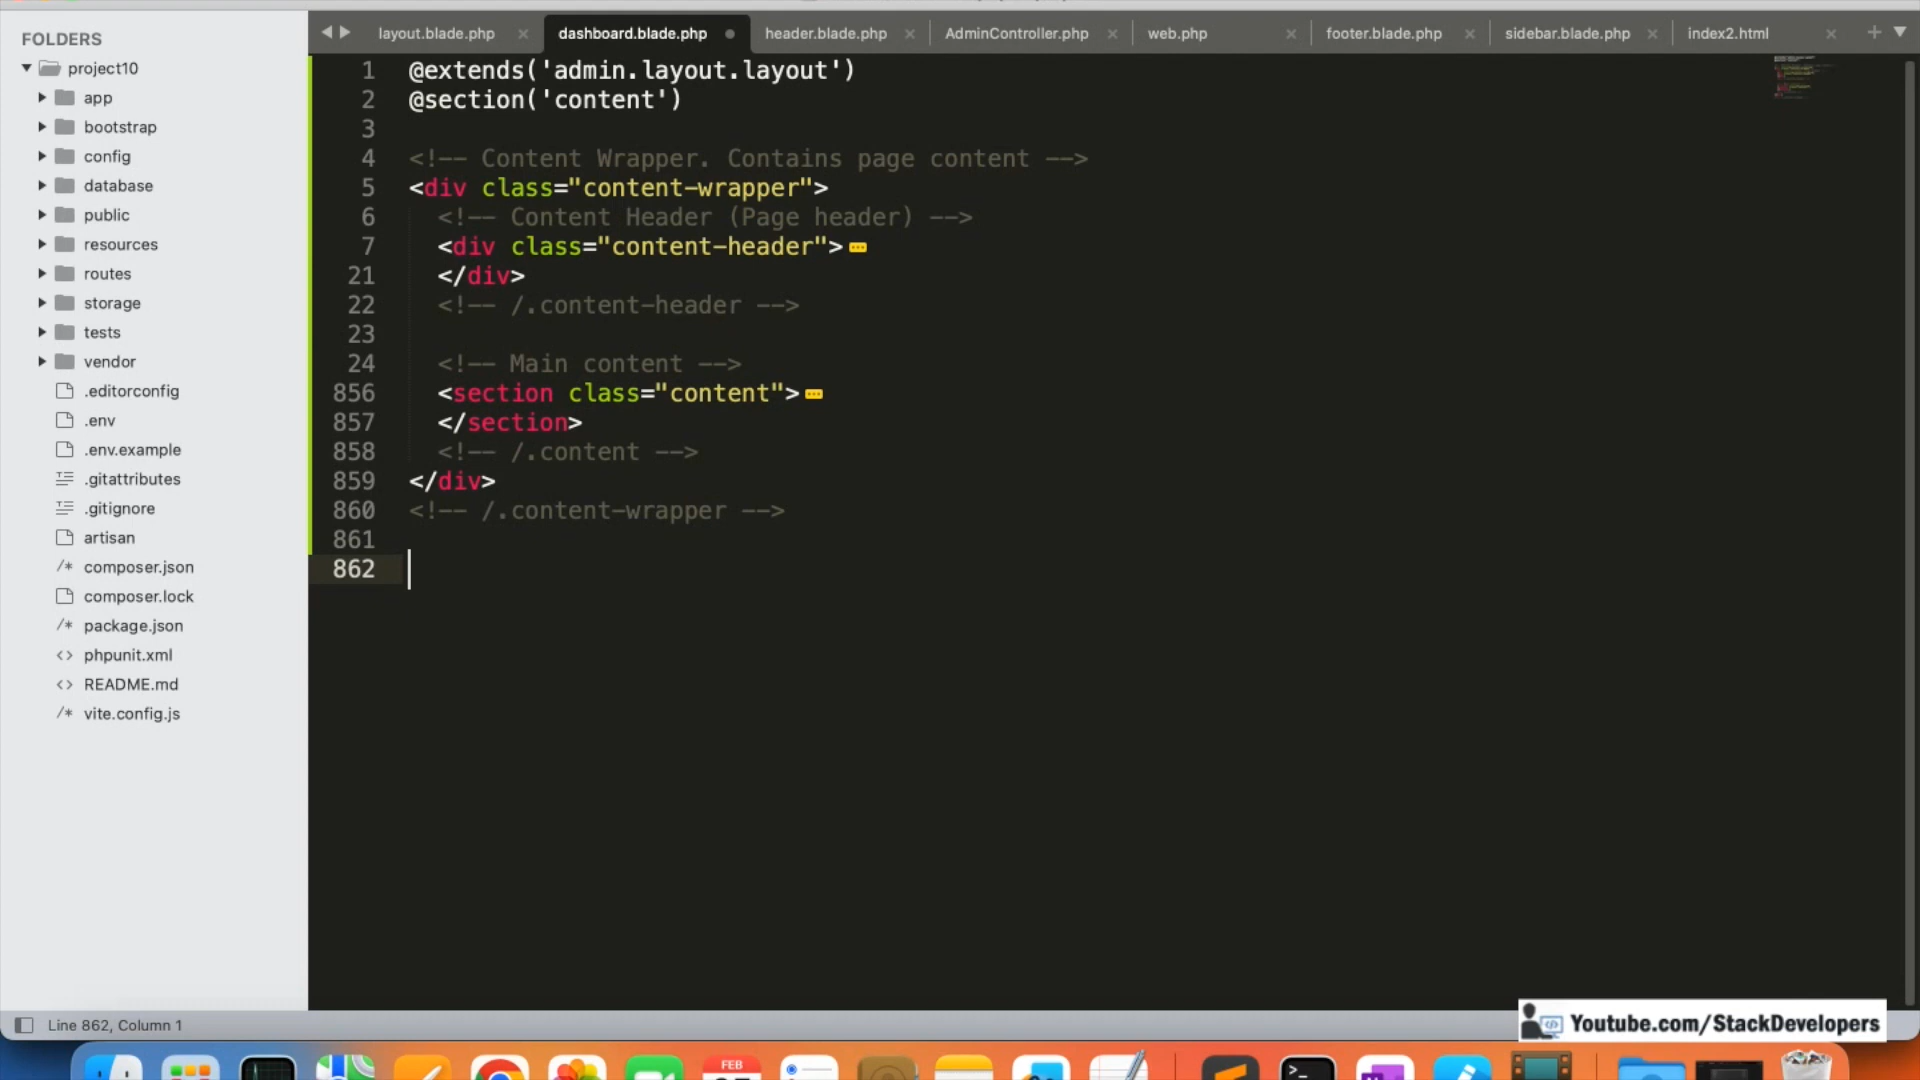 FOLDERS
project10
app
bootstrap
config
database
public
resources
routes
storage
tests
vendor
.editorconfig
.env
.env.example
.gitattributes
.gitignore
artisan
composer.json
composer.lock
package.json
phpunit.xml
README.md
vite.config.js
layout.blade.php dashboard.blade.php header.blade.php AdminController.php web.php footer.blade.php sidebar.blade.php index2.html
1 @extends('admin.layout.layout')
2 @section('content')
3
4 <!-- Content Wrapper. Contains page content -->
5 <div class="content-wrapper">
6 <!-- Content Header (Page header) -->
7 <div class="content-header">
21 </div>
22 <!-- /.content-header -->
23
24 <!-- Main content -->
856 <section class="content">
857 </section>
858 <!-- /.content -->
859 </div>
860 <!-- /.content-wrapper -->
861
862
Line 862, Column 1
Youtube.com/StackDevelopers
FEB